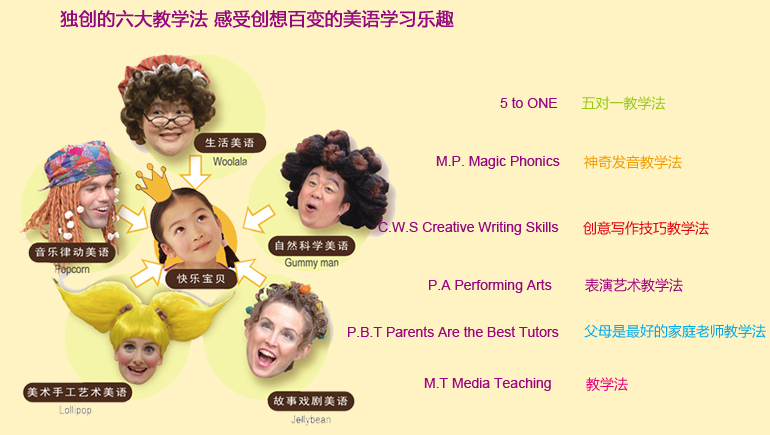 独创的六大教学法 感受创想百变的美语学习乐趣
生活美语
Woolala
音乐律动美语
Popcorn
自然科学美语
Gummy man
快乐宝贝
美术手工艺术美语
Lollipop
故事戏剧美语
Jellybean
5 to ONE 五对一教学法
M.P. Magic Phonics 神奇发音教学法
C.W.S Creative Writing Skills 创意写作技巧教学法
P.A Performing Arts 表演艺术教学法
P.B.T Parents Are the Best Tutors 父母是最好的家庭老师教学法
M.T Media Teaching 教学法